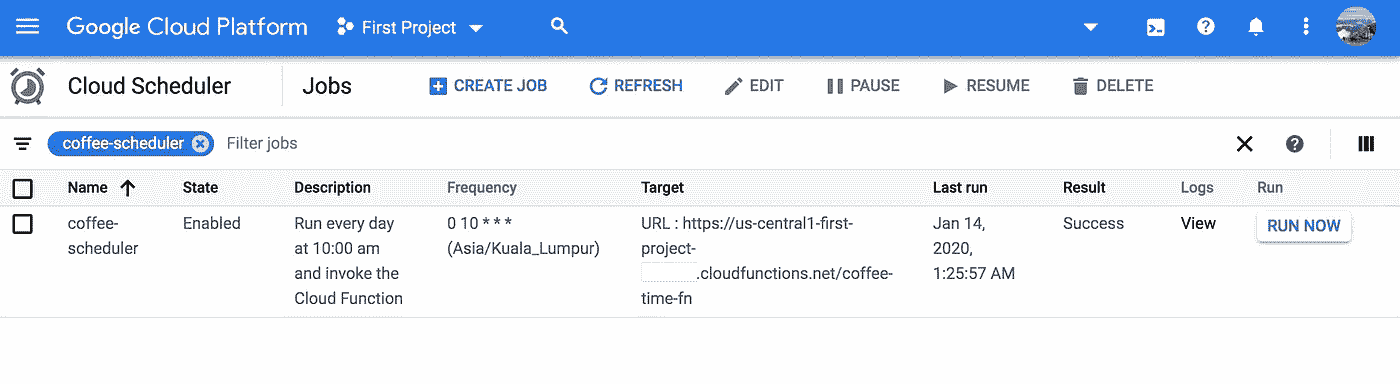 Google Cloud Platform First Project
Cloud Scheduler Jobs CREATE JOB REFRESH EDIT PAUSE RESUME DELETE
coffee-scheduler Filter jobs
Name State Description Frequency Target Last run Result Logs Run
coffee- Enabled Run every day 0 10 * * * URL : https://us-central1-first- Jan 14, Success View RUN NOW
scheduler at 10:00 am (Asia/Kuala_Lumpur) project- 2020,
and invoke the .cloudfunctions.net/coffee- 1:25:57 AM
Cloud Function time-fn